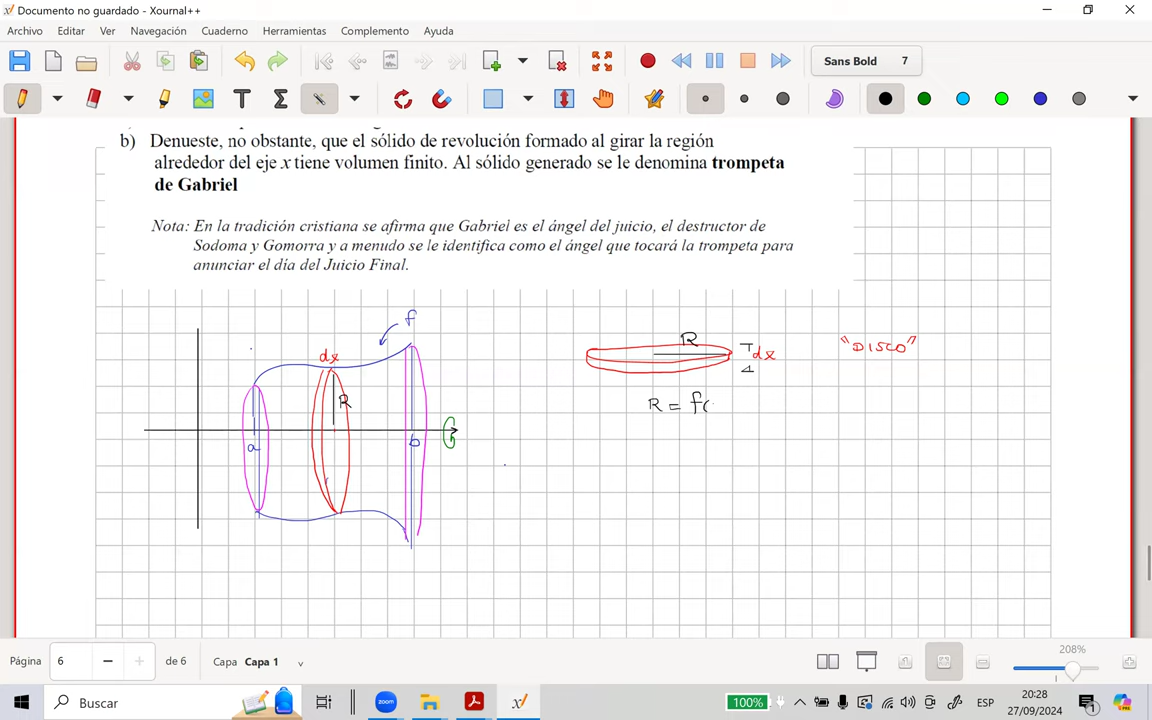 Documento no guardado - Xournal++
Archivo Editar Ver Navegación Cuaderno Herramientas Complemento Ayuda
Sans Bold 7
b) Denueste, no obstante, que el sólido de revolución formado al girar la región
alrededor del eje x tiene volumen finito. Al sólido generado se le denomina trompeta
de Gabriel
Nota: En la tradición cristiana se afirma que Gabriel es el ángel del juicio, el destructor de
Sodoma y Gomorra y a menudo se le identifica como el ángel que tocará la trompeta para
anunciar el día del Juicio Final.
f
dx
R
a
b
R
dx
"DISCO"
R = f(
Página 6 de 6 Capa Capa 1
208%
Buscar
zoom
100%
ESP
20:28
27/09/2024
1